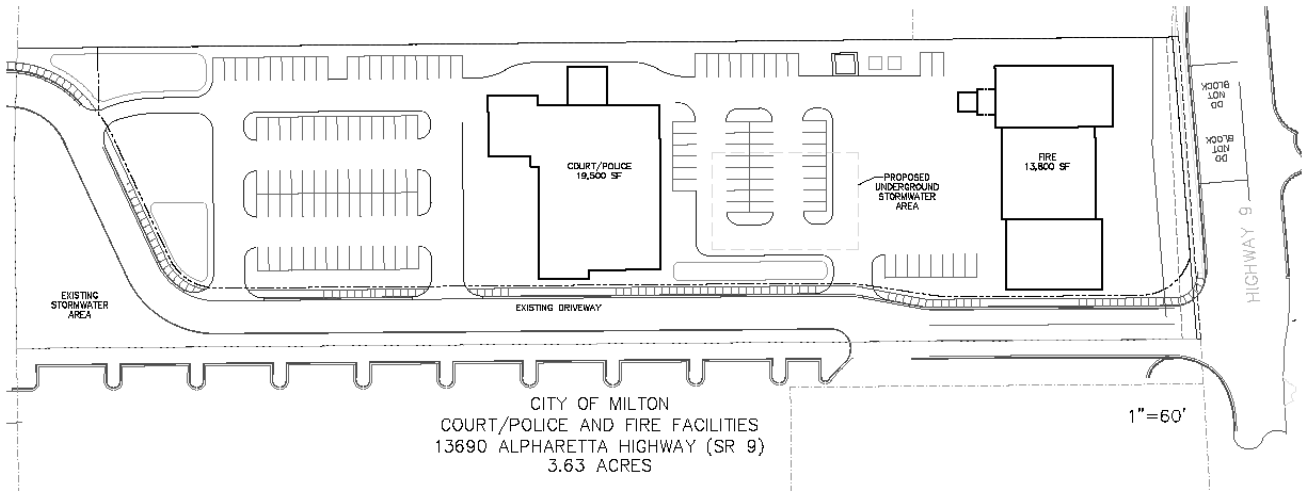 COURT/POLICE
19,500 SF
FIRE
13,800 SF
PROPOSED
UNDERGROUND
STORMWATER
AREA
DO
NOT
BLOCK
DO
NOT
BLOCK
HIGHWAY 9
EXISTING
STORMWATER
AREA
EXISTING DRIVEWAY
CITY OF MILTON
COURT/POLICE AND FIRE FACILITIES
13690 ALPHARETTA HIGHWAY (SR 9)
3.63 ACRES
1"=60'